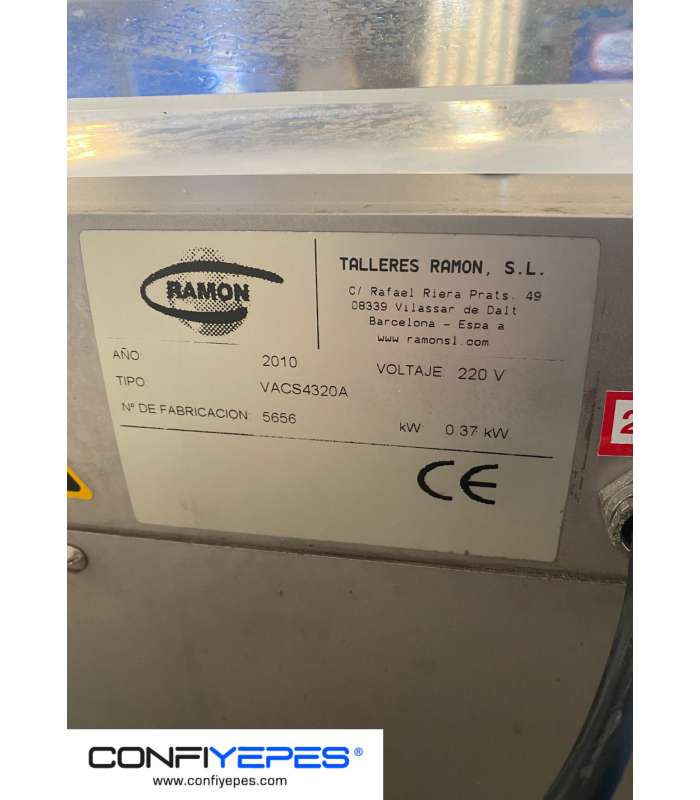 RAMON
TALLERES RAMON, S.L.
C/ Rafael Riera Prats. 49
08339 Vilassar de Dalt
Barcelona - Espa a
www ramonsl.com
AÑO: 2010 VOLTAJE: 220 V
TIPO: VACS4320A
Nº DE FABRICACION: 5656 kW: 0.37 kW
CE
2
CONFIYEPES®
www.confiyepes.com